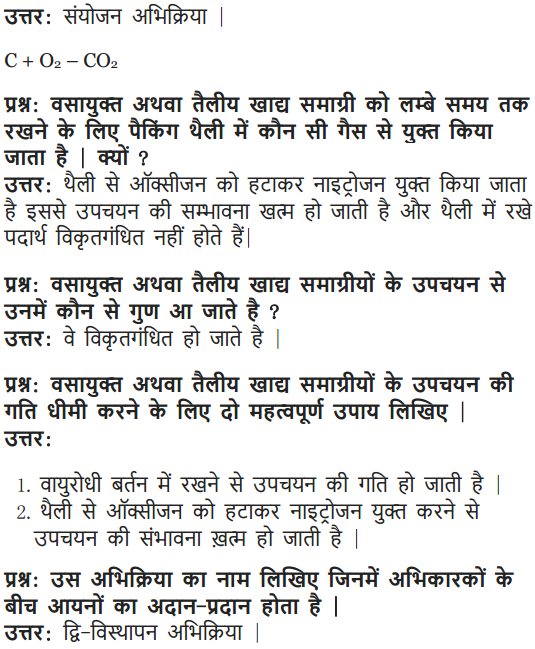 उत्तर: संयोजन अभिक्रिया |
C + O₂ – CO₂
प्रश्न: वसायुक्त अथवा तैलीय खाद्य समाग्री को लम्बे समय तक
रखने के लिए पैकिंग थैली में कौन सी गैस से युक्त किया
जाता है | क्यों ?
उत्तर: थैली से ऑक्सीजन को हटाकर नाइट्रोजन युक्त किया जाता
है इससे उपचयन की सम्भावना खत्म हो जाती है और थैली में रखे
पदार्थ विकृतगंधित नहीं होते हैं|
प्रश्न: वसायुक्त अथवा तैलीय खाद्य समाग्रीयों के उपचयन से
उनमें कौन से गुण आ जाते है ?
उत्तर: वे विकृतगंधित हो जाते है |
प्रश्न: वसायुक्त अथवा तैलीय खाद्य समाग्रीयों के उपचयन की
गति धीमी करने के लिए दो महत्वपूर्ण उपाय लिखिए |
उत्तर:
1. वायुरोधी बर्तन में रखने से उपचयन की गति हो जाती है |
2. थैली से ऑक्सीजन को हटाकर नाइट्रोजन युक्त करने से
उपचयन की संभावना ख़त्म हो जाती है |
प्रश्न: उस अभिक्रिया का नाम लिखिए जिनमें अभिकारकों के
बीच आयनों का अदान-प्रदान होता है |
उत्तर: द्वि-विस्थापन अभिक्रिया |